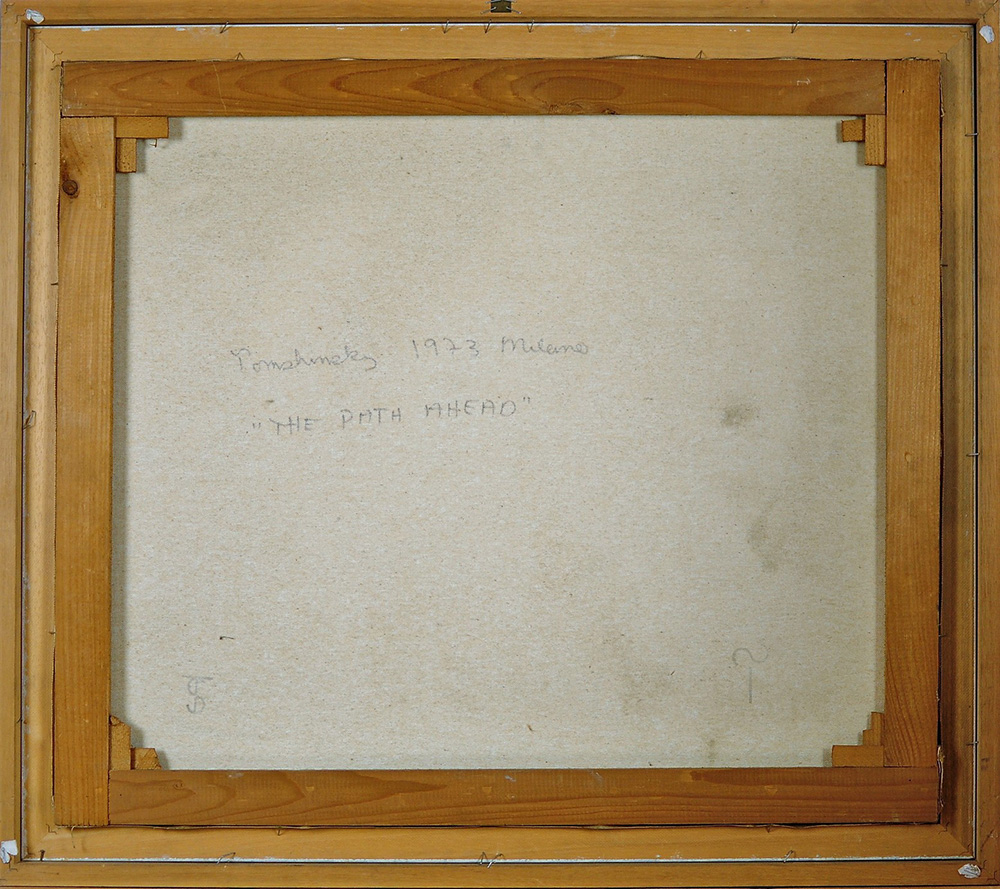 Tomshinsky 1973 Milano
"THE PATH AHEAD"